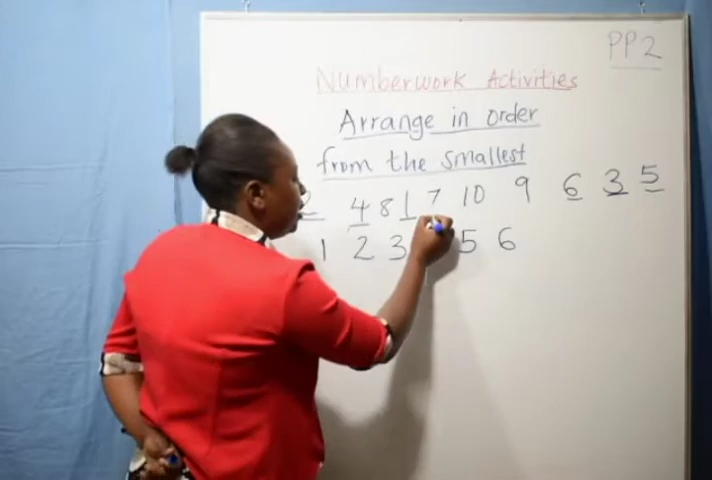 PP2
Numberwork Activities
Arrange in order
from the smallest
2 4 8 1 7 10 9 6 3 5
1 2 3 5 6